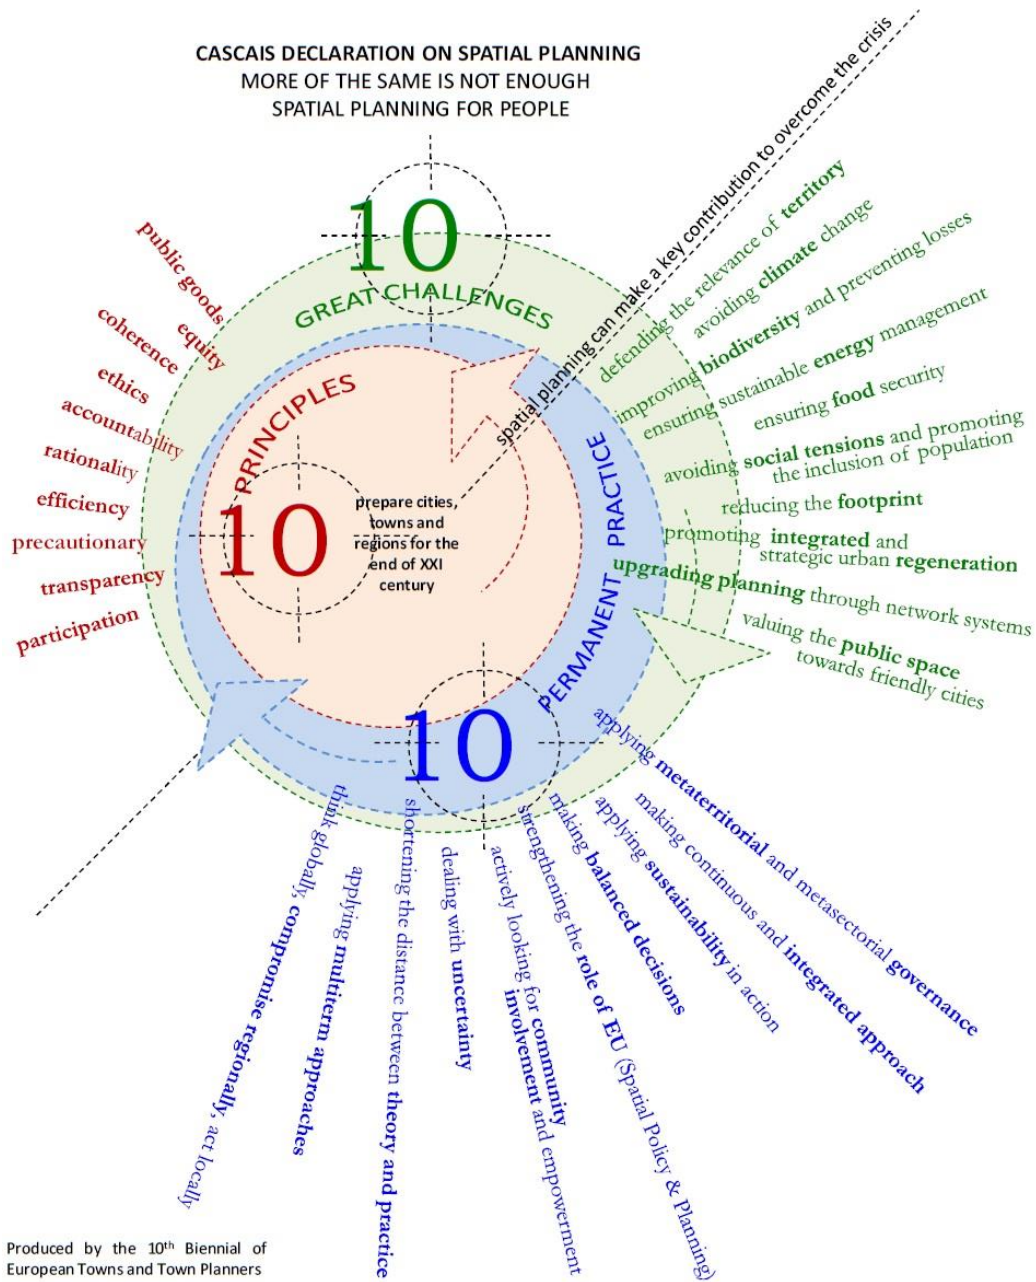 CASCAIS DECLARATION ON SPATIAL PLANNING
MORE OF THE SAME IS NOT ENOUGH
SPATIAL PLANNING FOR PEOPLE
spatial planning can make a key contribution to overcome the crisis
10
GREAT CHALLENGES
defending the relevance of territory
avoiding climate change
improving biodiversity and preventing losses
ensuring sustainable energy management
ensuring food security
avoiding social tensions and promoting
the inclusion of population
reducing the footprint
promoting integrated and
strategic urban regeneration
upgrading planning through network systems
valuing the public space
towards friendly cities
PRINCIPLES
10
public goods
equity
coherence
ethics
accountability
rationality
efficiency
precautionary
transparency
participation
prepare cities,
towns and
regions for the
end of XXI
century
PERMANENT PRACTICE
10
applying metaterritorial and metasectorial governance
making continuous and integrated approach
applying sustainability in action
making balanced decisions
strengthening the role of EU (Spatial Policy & Planning)
actively looking for community
involvement and empowerment
dealing with uncertainty
shortening the distance between theory and practice
applying multiterm approaches
think globally, compromise regionally, act locally
Produced by the 10th Biennial of
European Towns and Town Planners